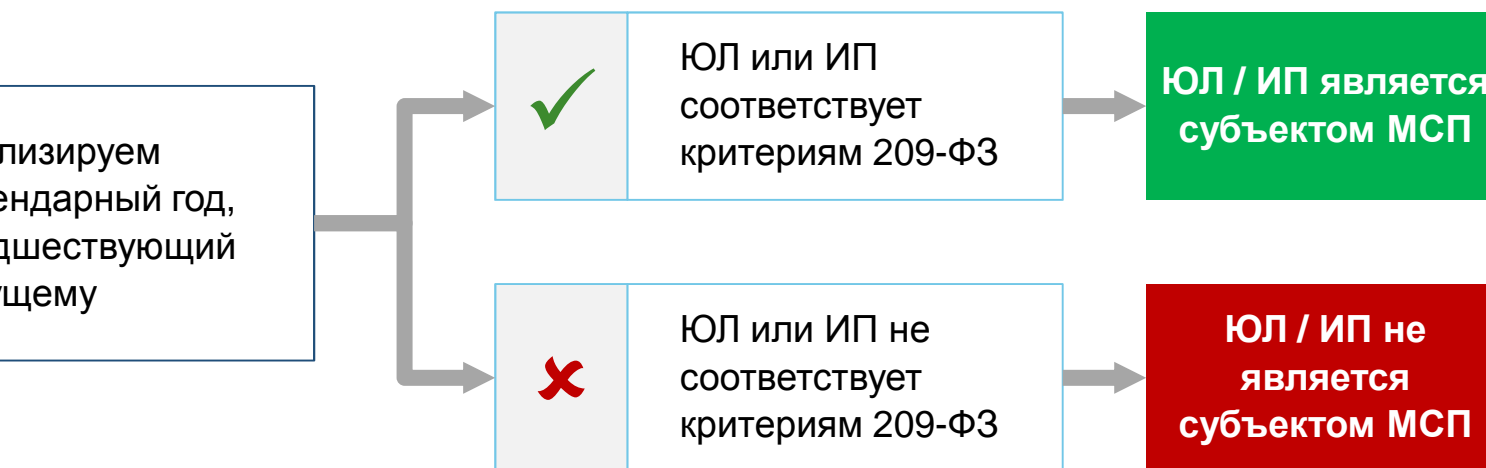 лизируем
ендарный год,
дшествующий
ущему
ЮЛ или ИП
соответствует
критериям 209-ФЗ
ЮЛ / ИП является
субъектом МСП
ЮЛ или ИП не
соответствует
критериям 209-ФЗ
ЮЛ / ИП не
является
субъектом МСП